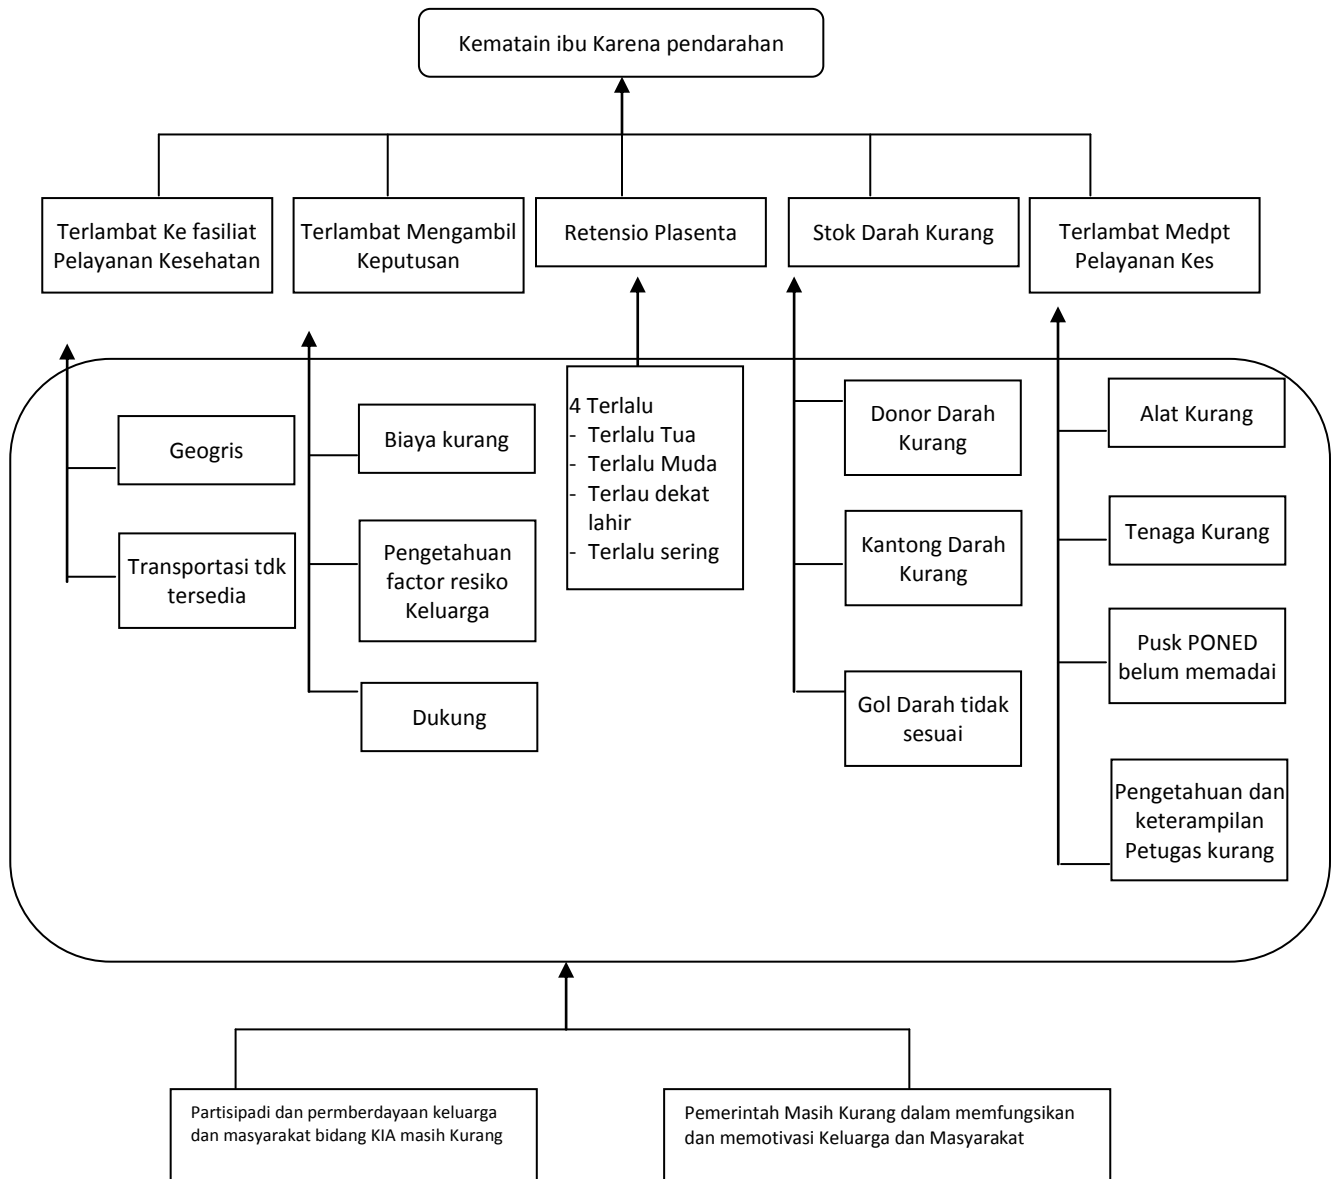 Kematain ibu Karena pendarahan
Terlambat Ke fasiliat
Pelayanan Kesehatan
Terlambat Mengambil
Keputusan
Retensio Plasenta
Stok Darah Kurang
Terlambat Medpt
Pelayanan Kes
Geogris
Transportasi tdk
tersedia
Biaya kurang
Pengetahuan
factor resiko
Keluarga
Dukung
4 Terlalu
- Terlalu Tua
- Terlalu Muda
- Terlau dekat
lahir
- Terlalu sering
Donor Darah
Kurang
Kantong Darah
Kurang
Gol Darah tidak
sesuai
Alat Kurang
Tenaga Kurang
Pusk PONED
belum memadai
Pengetahuan dan
keterampilan
Petugas kurang
Partisipadi dan permberdayaan keluarga
dan masyarakat bidang KIA masih Kurang
Pemerintah Masih Kurang dalam memfungsikan
dan memotivasi Keluarga dan Masyarakat